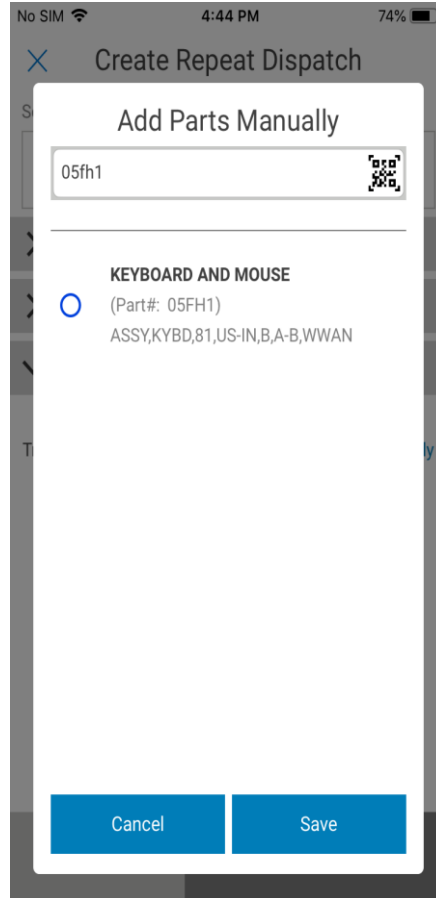 No SIM 4:44 PM 74%
Create Repeat Dispatch
Add Parts Manually
05fh1
KEYBOARD AND MOUSE
(Part#: 05FH1)
ASSY,KYBD,81,US-IN,B,A-B,WWAN
Cancel Save